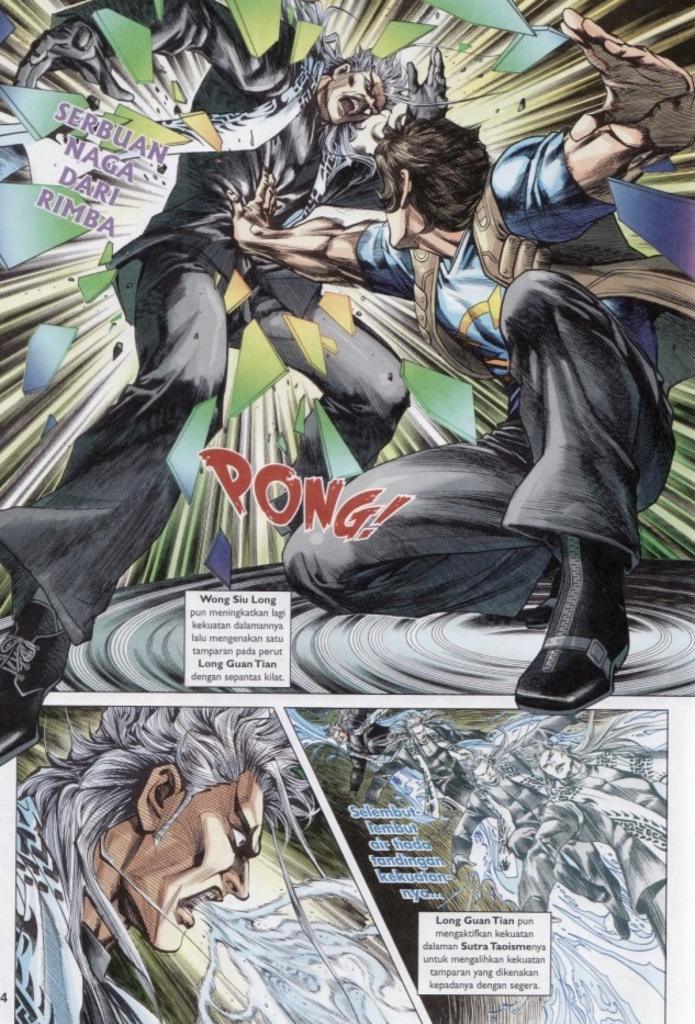 SERBUAN
NAGA
DARI
RIMBA
PONG!
Wong Siu Long
pun meningkatkan lagi
kekuatan dalamannya
lalu mengenakan satu
tamparan pada perut
Long Guan Tian
dengan sepantas kilat.
Selembut-
lembut
air tiada
tandingan
kekuatan-
nya...
Long Guan Tian pun
mengaktifkan kekuatan
dalaman Sutra Taoismenya
untuk mengalihkan kekuatan
tamparan yang dikenakan
kepadanya dengan segera.
4